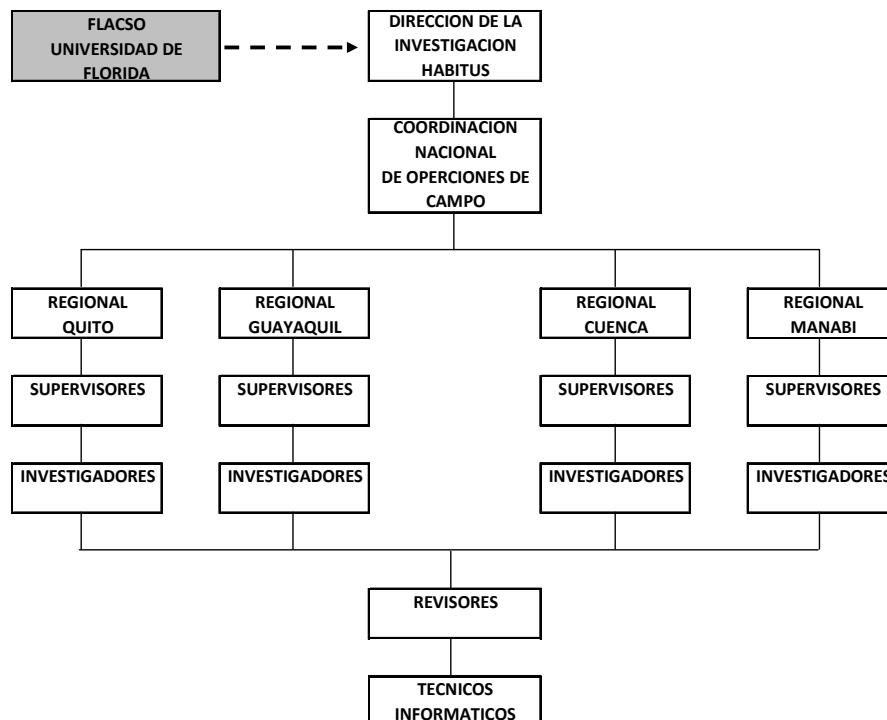 FLACSO
UNIVERSIDAD DE
FLORIDA
DIRECCION DE LA
INVESTIGACION
HABITUS
COORDINACION
NACIONAL
DE OPERCIONES DE
CAMPO
REGIONAL
QUITO
REGIONAL
GUAYAQUIL
REGIONAL
CUENCA
REGIONAL
MANABI
SUPERVISORES
SUPERVISORES
SUPERVISORES
SUPERVISORES
INVESTIGADORES
INVESTIGADORES
INVESTIGADORES
INVESTIGADORES
REVISORES
TECNICOS
INFORMATICOS